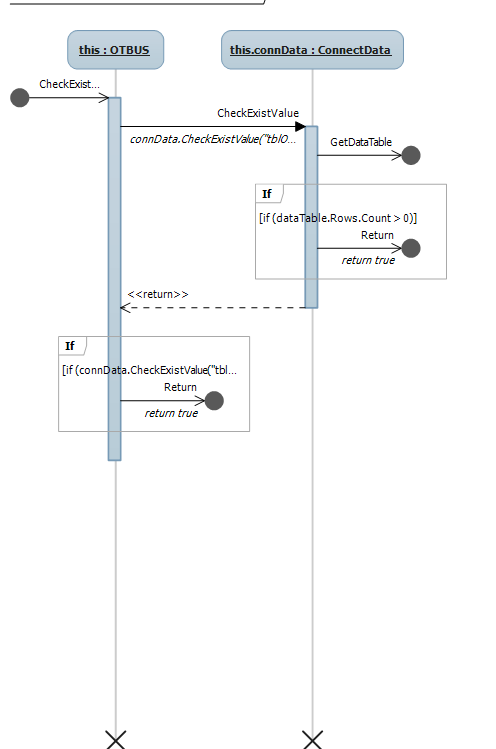 this : OTBUS
this.connData : ConnectData
CheckExist...
CheckExistValue
connData.CheckExistValue("tblO...
GetDataTable
If
[if (dataTable.Rows.Count > 0)]
Return
return true
<<return>>
If
[if (connData.CheckExistValue("tbl...
Return
return true